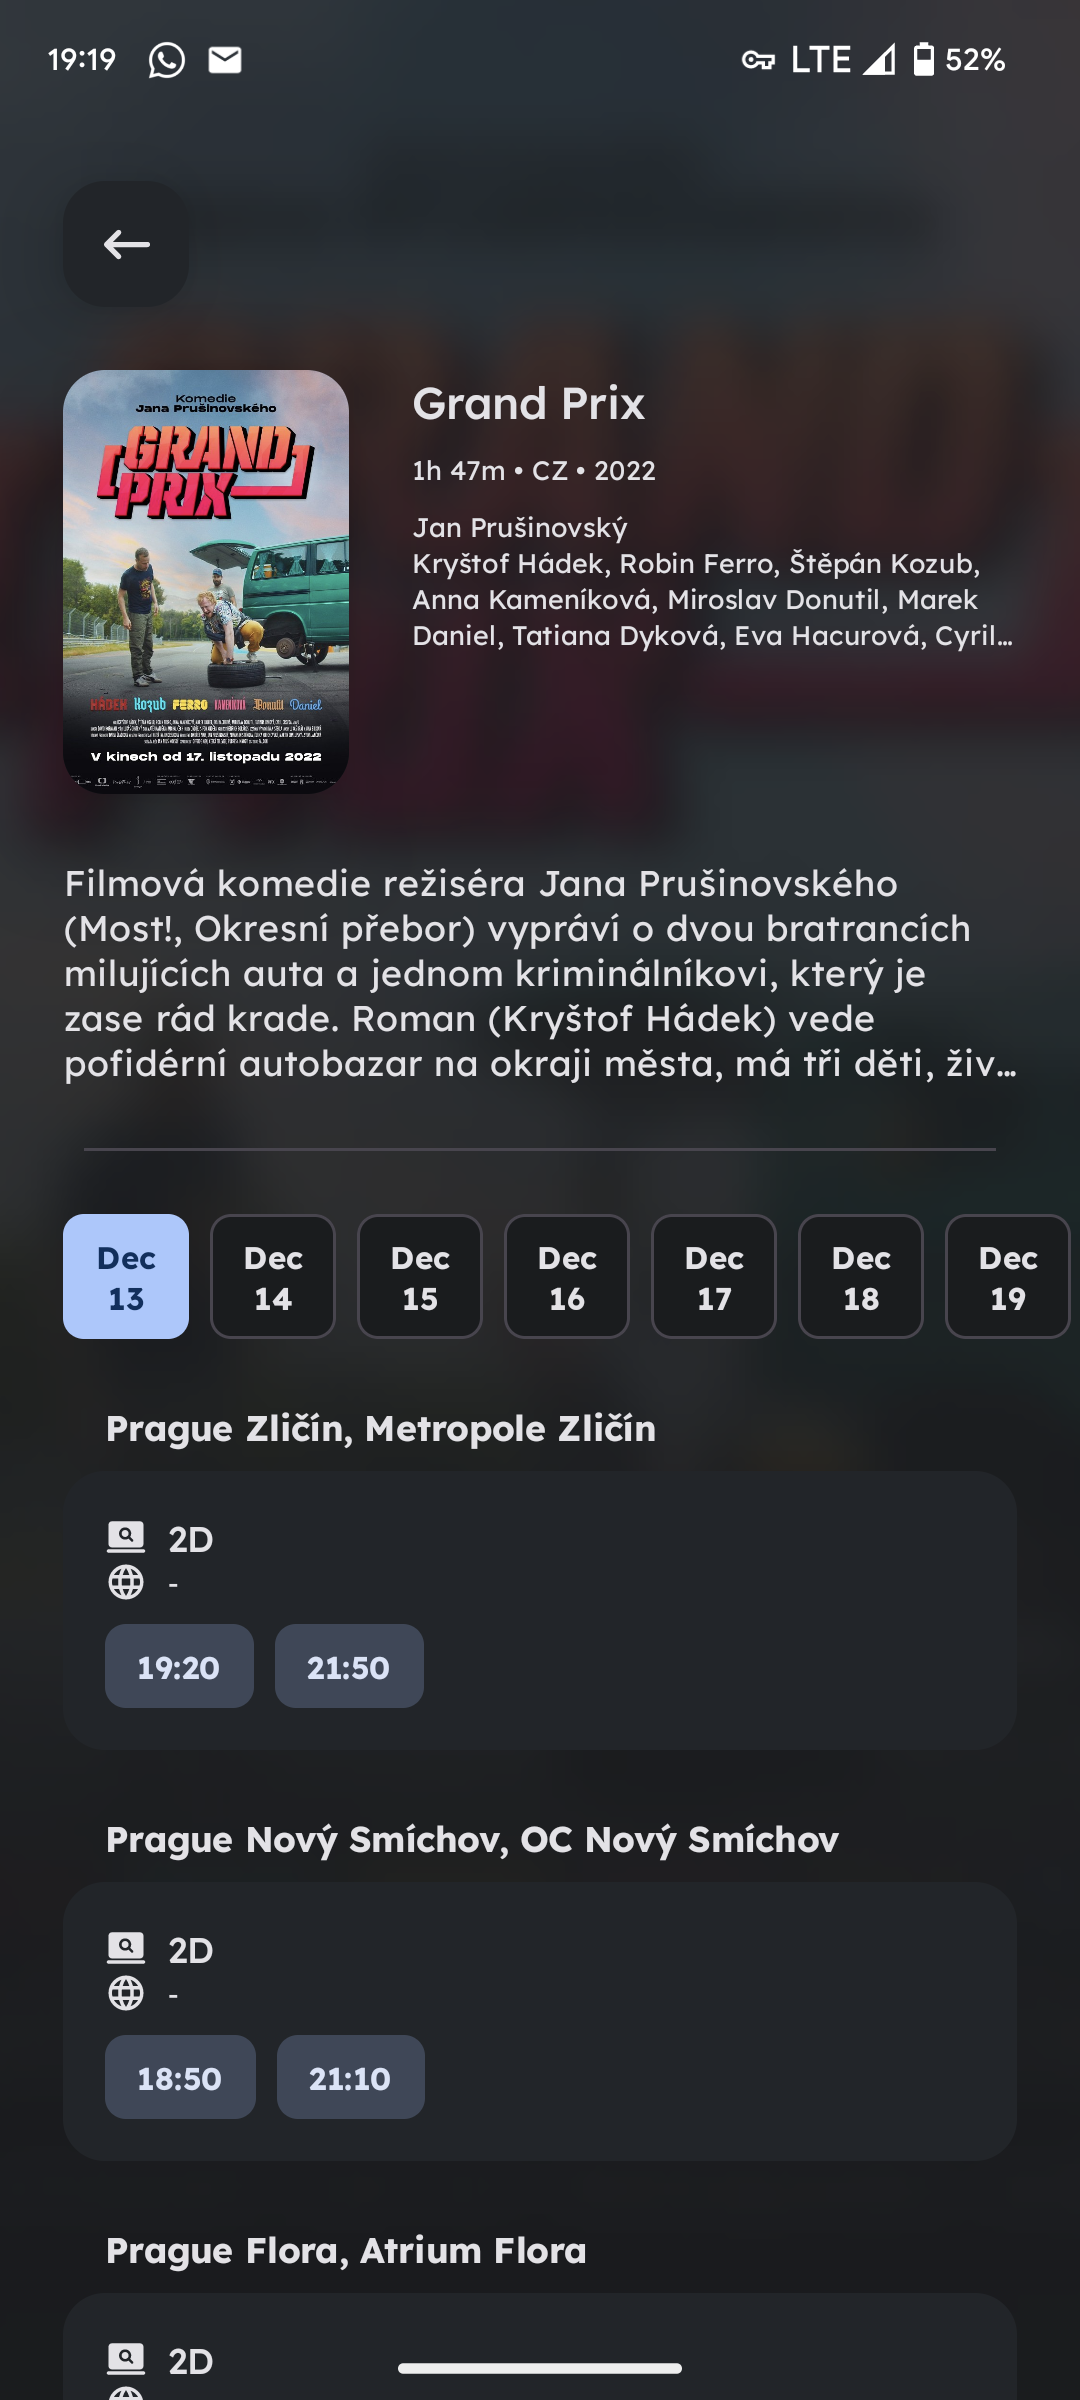 19:19
LTE
52%
Komedie
Jana Prušinovského
GRAND
PRIX
HÁDEK Kozub FERRO KAMENÍKOVÁ Donutil Daniel
V kinech od 17. listopadu 2022
Grand Prix
1h 47m • CZ • 2022
Jan Prušinovský
Kryštof Hádek, Robin Ferro, Štěpán Kozub,
Anna Kameníková, Miroslav Donutil, Marek
Daniel, Tatiana Dyková, Eva Hacurová, Cyril…
Filmová komedie režiséra Jana Prušinovského
(Most!, Okresní přebor) vypráví o dvou bratrancích
milujících auta a jednom kriminálníkovi, který je
zase rád krade. Roman (Kryštof Hádek) vede
pofidérní autobazar na okraji města, má tři děti, živ…
Dec
13
Dec
14
Dec
15
Dec
16
Dec
17
Dec
18
Dec
19
Prague Zličín, Metropole Zličín
2D
-
19:20
21:50
Prague Nový Smíchov, OC Nový Smíchov
2D
-
18:50
21:10
Prague Flora, Atrium Flora
2D